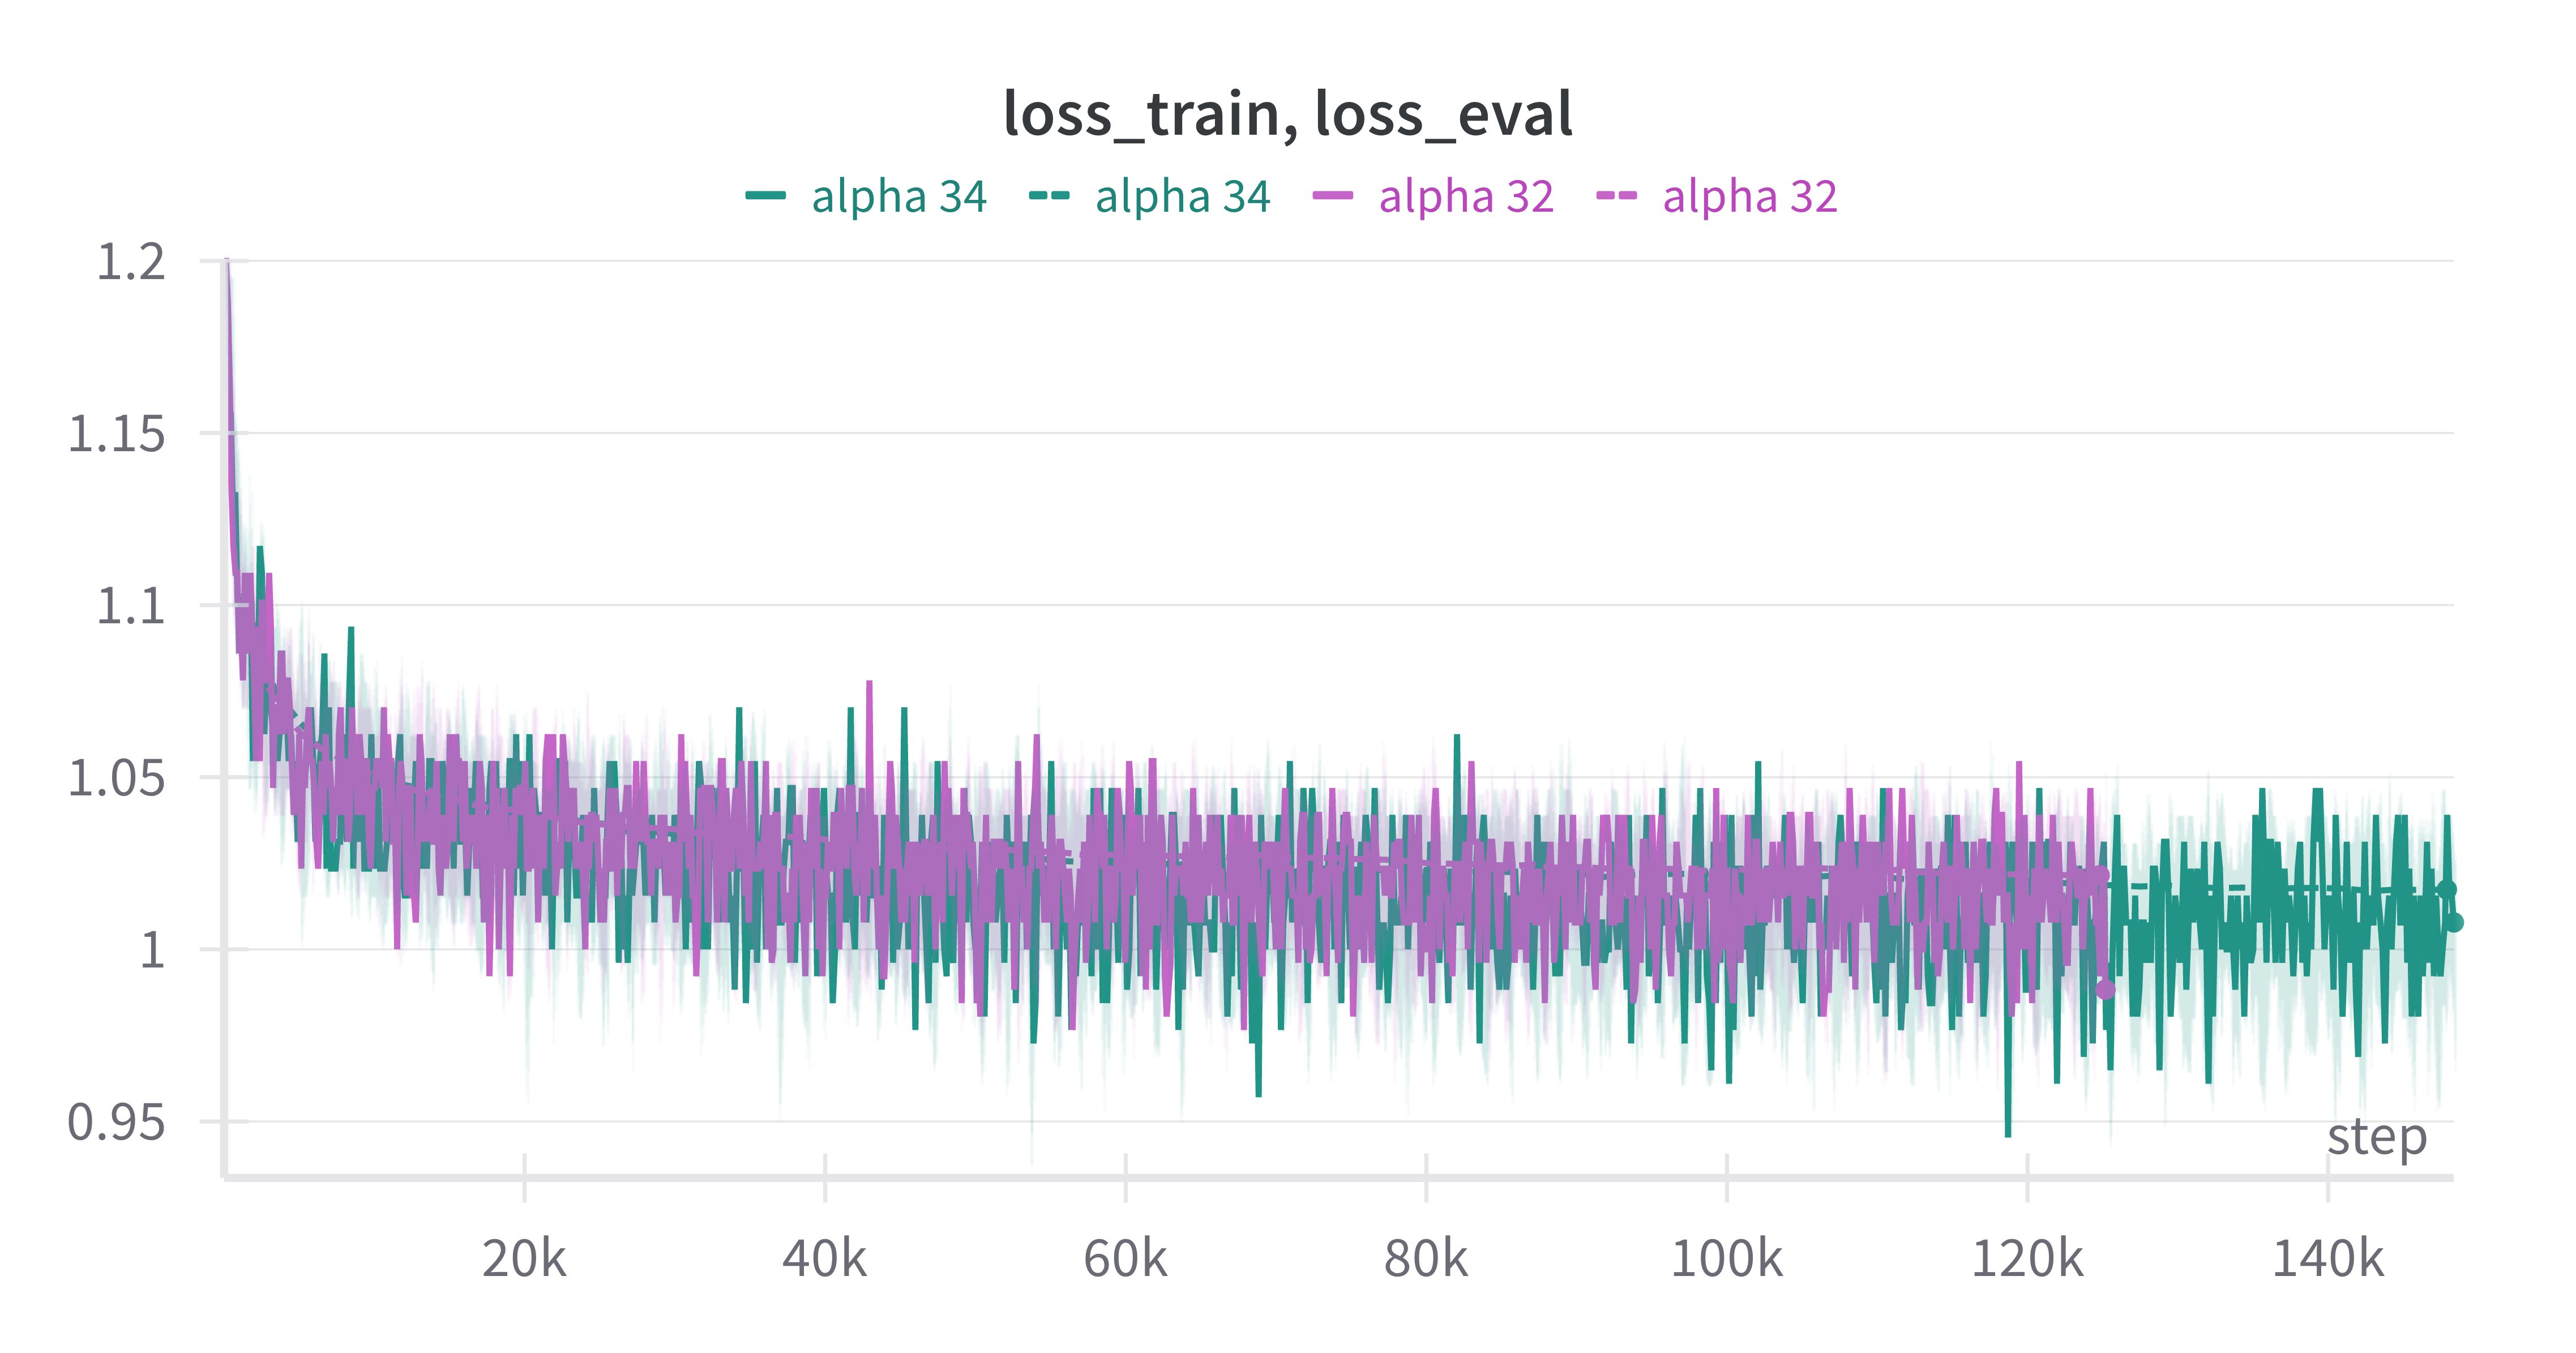 loss_train, loss_eval
alpha 34 alpha 34 alpha 32 alpha 32
1.2
1.15
1.1
1.05
1
0.95
step
20k 40k 60k 80k 100k 120k 140k